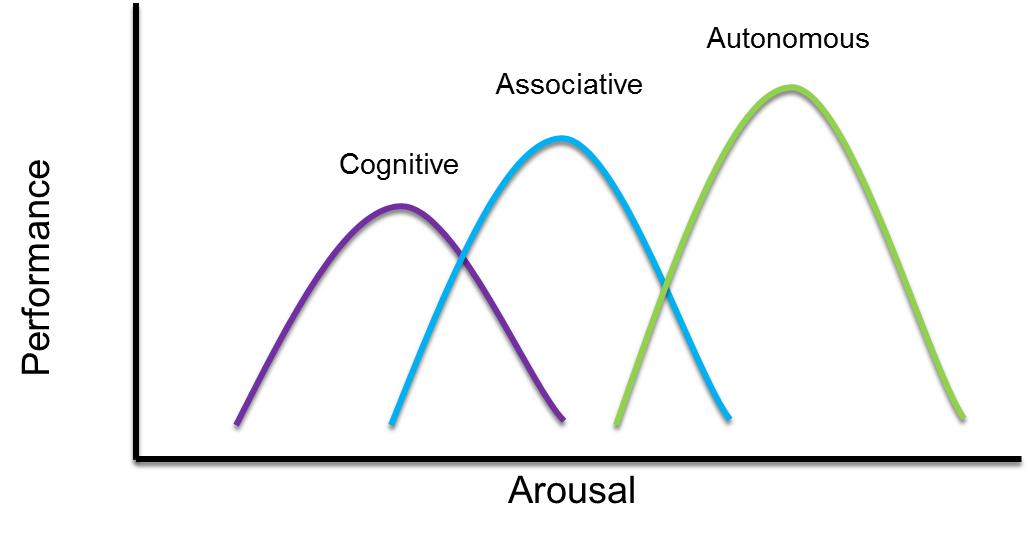 Autonomous
Associative
Cognitive
Performance
Arousal